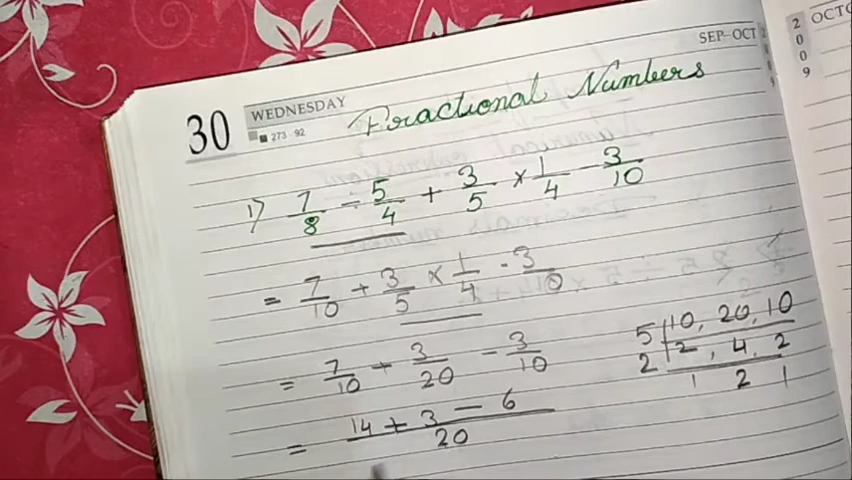 SEP-OCT
2009
OCTO
30 WEDNESDAY
273-92
Fractional Numbers
1) 7/8 ÷ 5/4 + 3/5 × 1/4 - 3/10
= 7/10 + 3/5 × 1/4 - 3/10
= 7/10 + 3/20 - 3/10
= 14 + 3 - 6 / 20
5 | 10, 20, 10
2 | 2, 4, 2
1 2 1